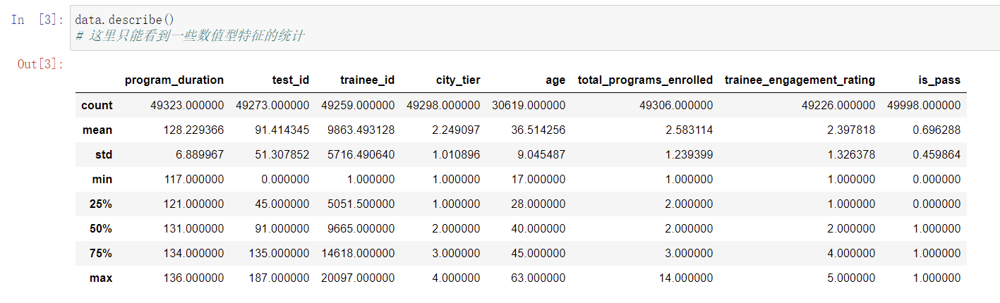 In [3]: data.describe()
# 这里只能看到一些数值型特征的统计
Out[3]:
program_duration test_id trainee_id city_tier age total_programs_enrolled trainee_engagement_rating is_pass
count 49323.000000 49273.000000 49259.000000 49298.000000 30619.000000 49306.000000 49226.000000 49998.000000
mean 128.229366 91.414345 9863.493128 2.249097 36.514256 2.583114 2.397818 0.696288
std 6.889967 51.307852 5716.490640 1.010896 9.045487 1.239399 1.326378 0.459864
min 117.000000 0.000000 1.000000 1.000000 17.000000 1.000000 1.000000 0.000000
25% 121.000000 45.000000 5051.500000 1.000000 28.000000 2.000000 1.000000 0.000000
50% 131.000000 91.000000 9665.000000 2.000000 40.000000 2.000000 2.000000 1.000000
75% 134.000000 135.000000 14618.000000 3.000000 45.000000 3.000000 4.000000 1.000000
max 136.000000 187.000000 20097.000000 4.000000 63.000000 14.000000 5.000000 1.000000